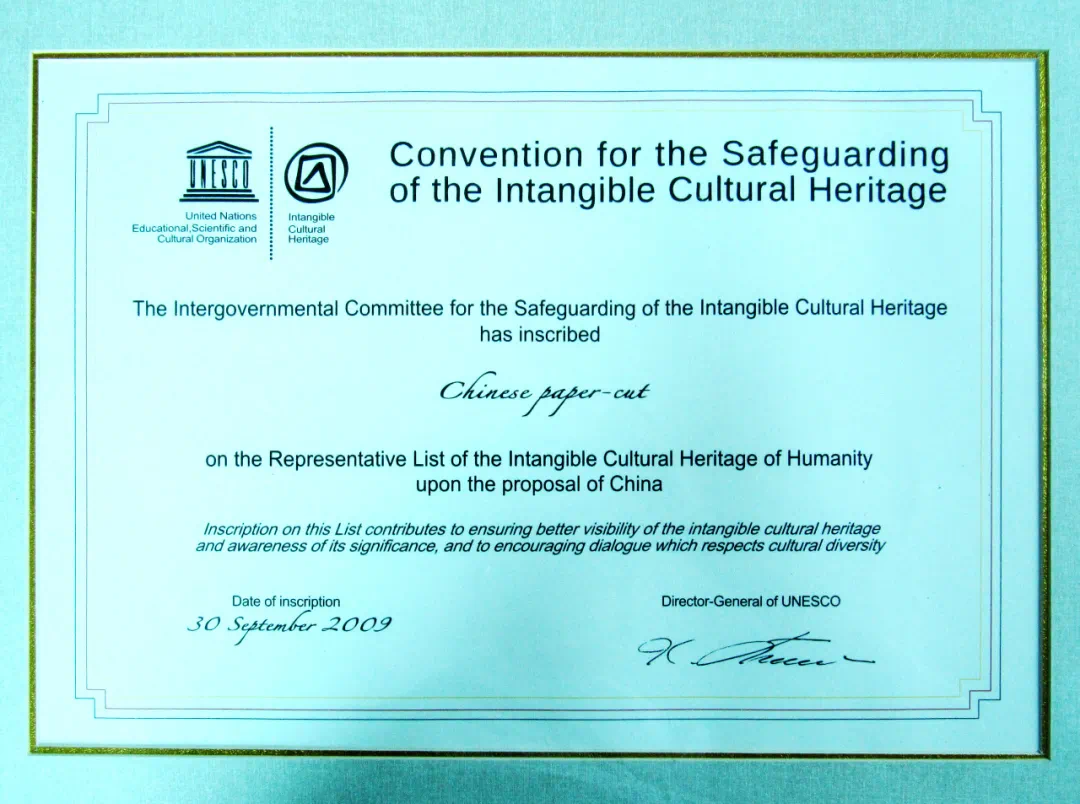 UNESCO
United Nations
Educational,Scientific and
Cultural Organization
Intangible
Cultural
Heritage
Convention for the Safeguarding
of the Intangible Cultural Heritage
The Intergovernmental Committee for the Safeguarding of the Intangible Cultural Heritage
has inscribed
Chinese paper-cut
on the Representative List of the Intangible Cultural Heritage of Humanity
upon the proposal of China
Inscription on this List contributes to ensuring better visibility of the intangible cultural heritage
and awareness of its significance, and to encouraging dialogue which respects cultural diversity
Date of inscription
30 September 2009
Director-General of UNESCO